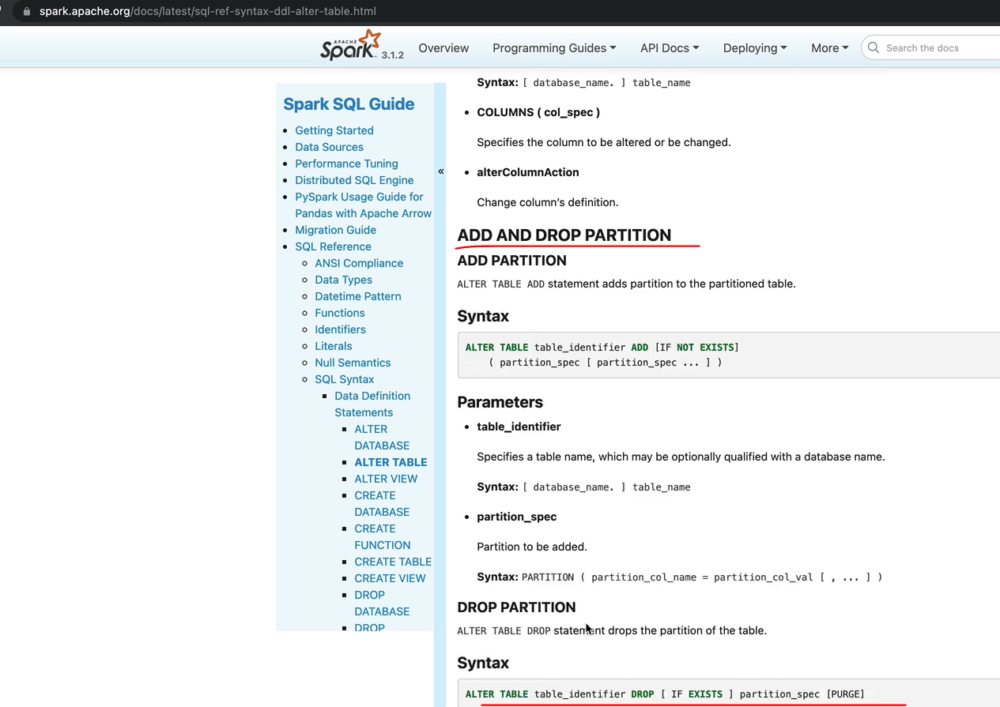 spark.apache.org/docs/latest/sql-ref-syntax-ddl-alter-table.html
APACHE Spark 3.1.2 Overview Programming Guides API Docs Deploying More Search the docs
Spark SQL Guide
Getting Started
Data Sources
Performance Tuning
Distributed SQL Engine
PySpark Usage Guide for
Pandas with Apache Arrow
Migration Guide
SQL Reference
ANSI Compliance
Data Types
Datetime Pattern
Functions
Identifiers
Literals
Null Semantics
SQL Syntax
Data Definition
Statements
ALTER
DATABASE
ALTER TABLE
ALTER VIEW
CREATE
DATABASE
CREATE
FUNCTION
CREATE TABLE
CREATE VIEW
DROP
DATABASE
DROP
«
Syntax: [ database_name. ] table_name
COLUMNS ( col_spec )
Specifies the column to be altered or be changed.
alterColumnAction
Change column’s definition.
ADD AND DROP PARTITION
ADD PARTITION
ALTER TABLE ADD statement adds partition to the partitioned table.
Syntax
ALTER TABLE table_identifier ADD [IF NOT EXISTS]
( partition_spec [ partition_spec ... ] )
Parameters
table_identifier
Specifies a table name, which may be optionally qualified with a database name.
Syntax: [ database_name. ] table_name
partition_spec
Partition to be added.
Syntax: PARTITION ( partition_col_name = partition_col_val [ , ... ] )
DROP PARTITION
ALTER TABLE DROP statement drops the partition of the table.
Syntax
ALTER TABLE table_identifier DROP [ IF EXISTS ] partition_spec [PURGE]